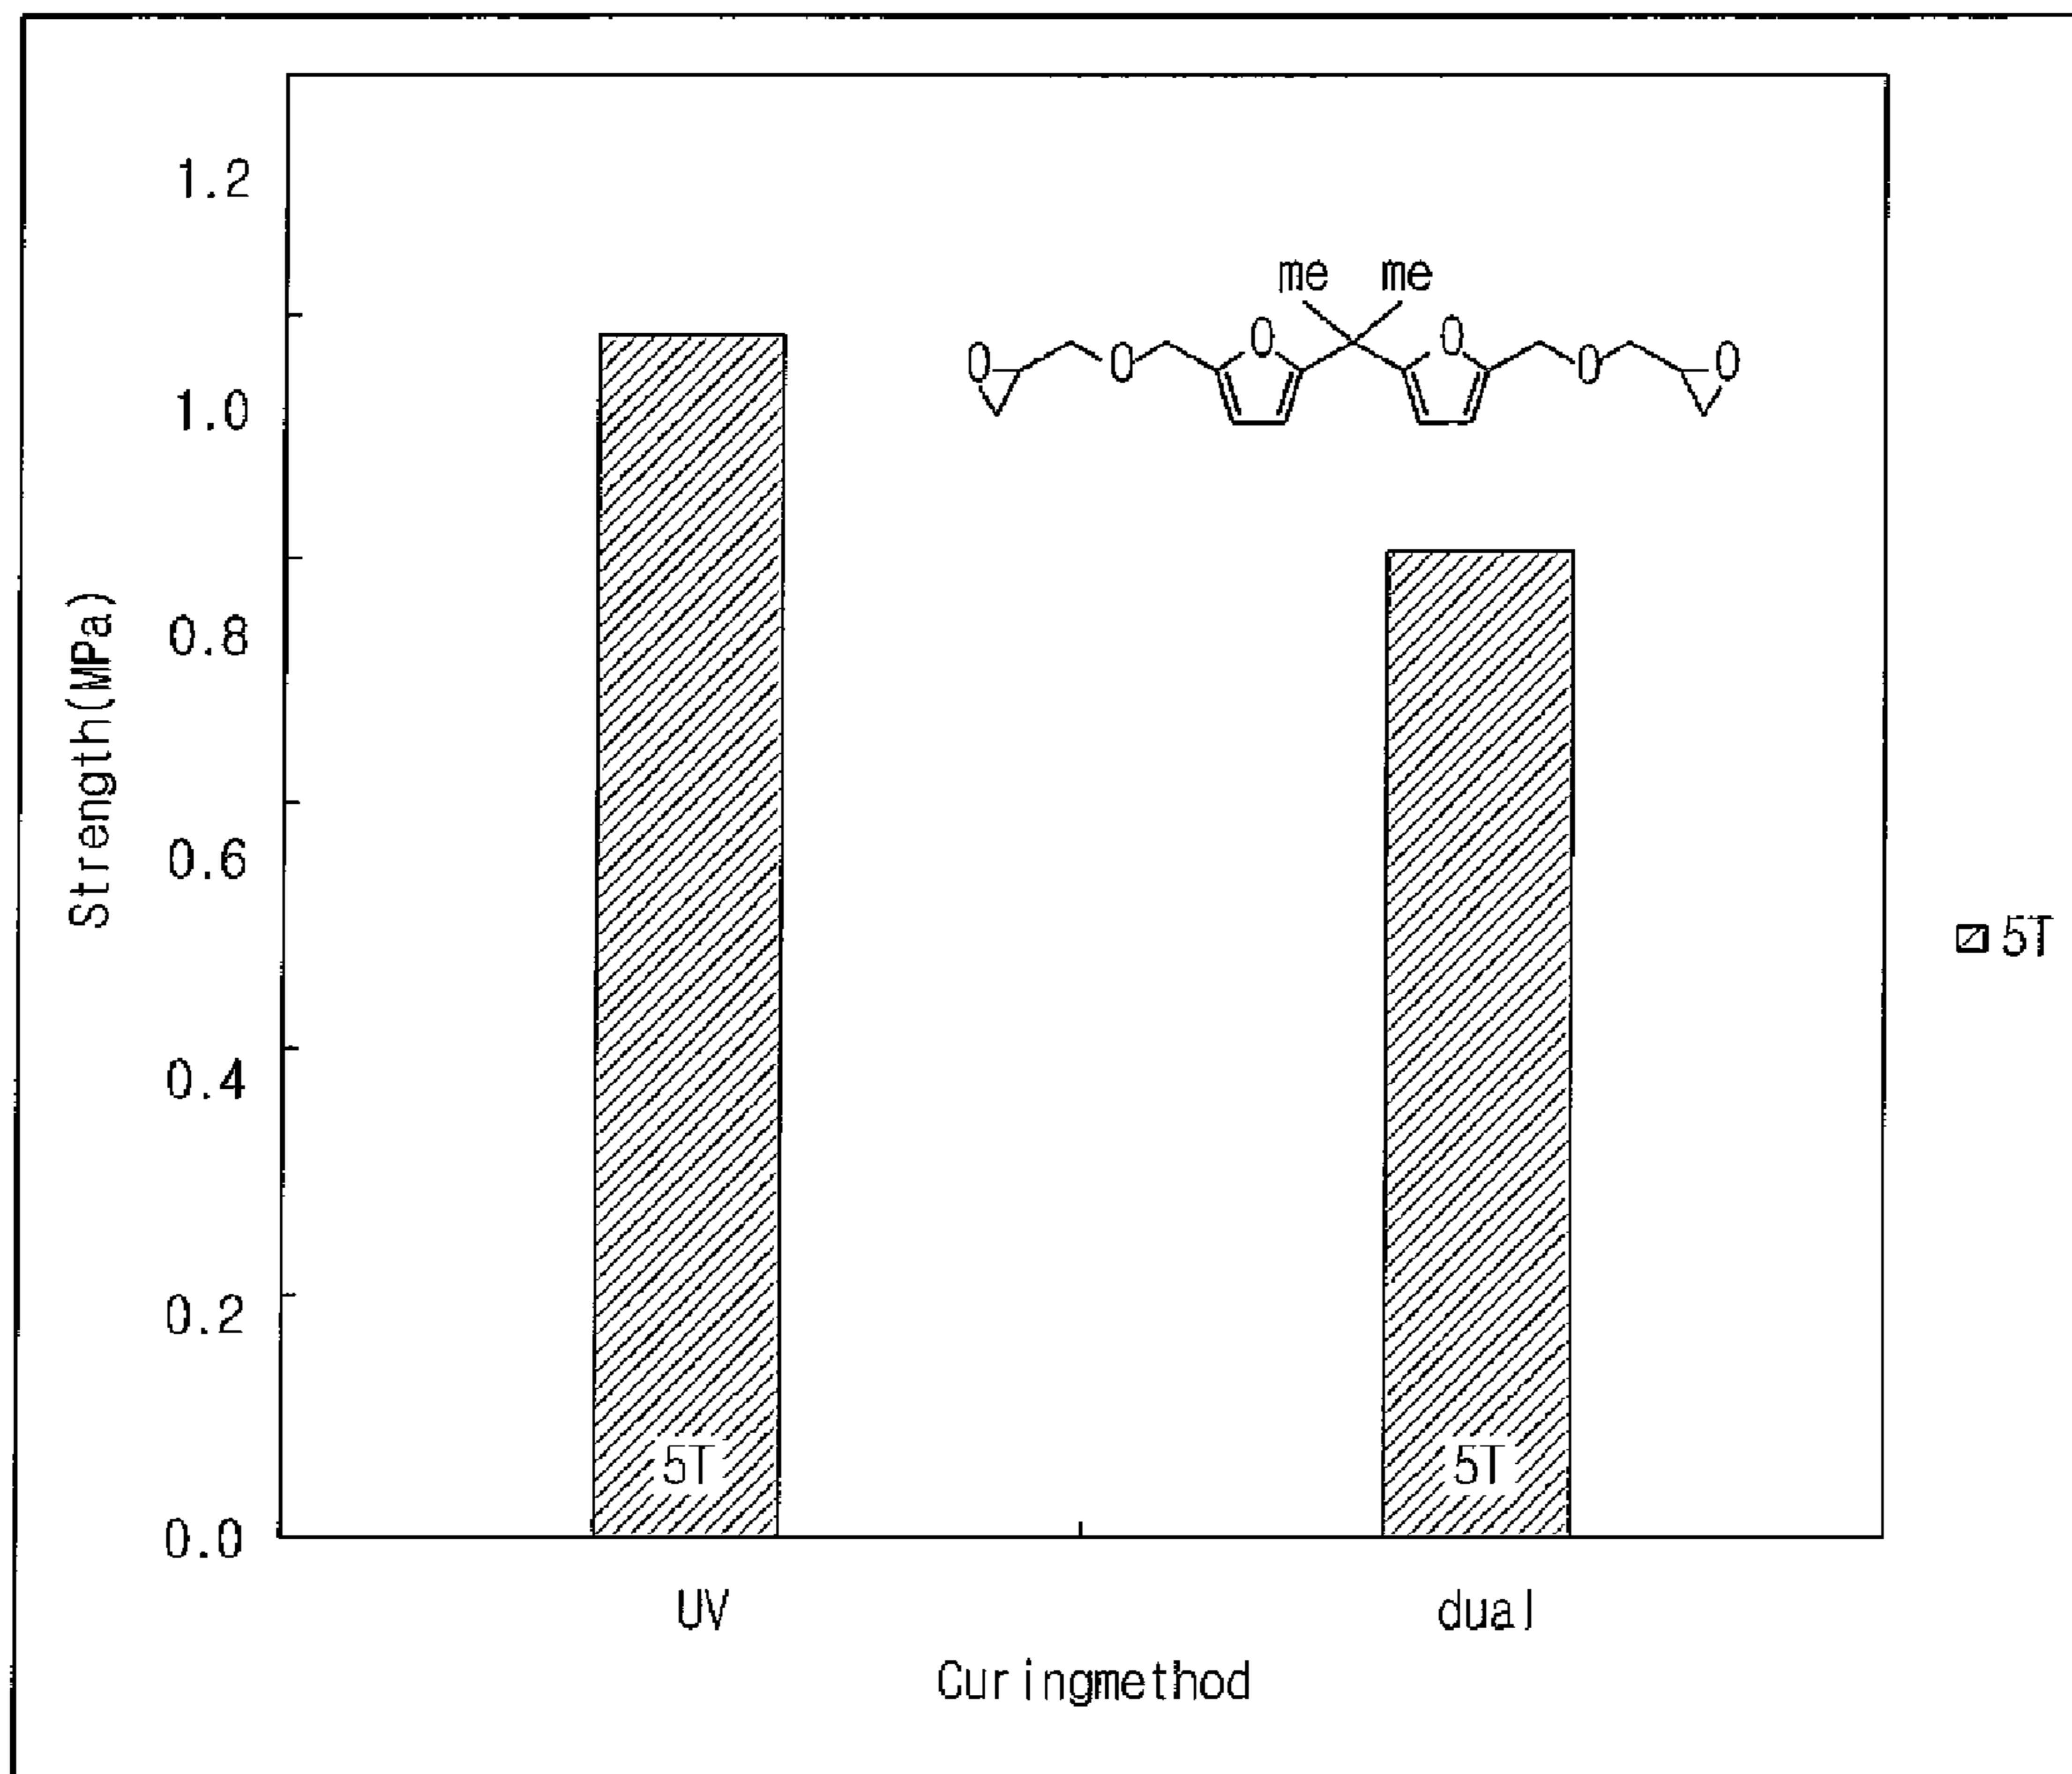 Strength(MPa)
1.2
1.0
0.8
0.6
0.4
0.2
0.0
me me
O O O O O O
5T 5T
5T
UV dual
Curingmethod